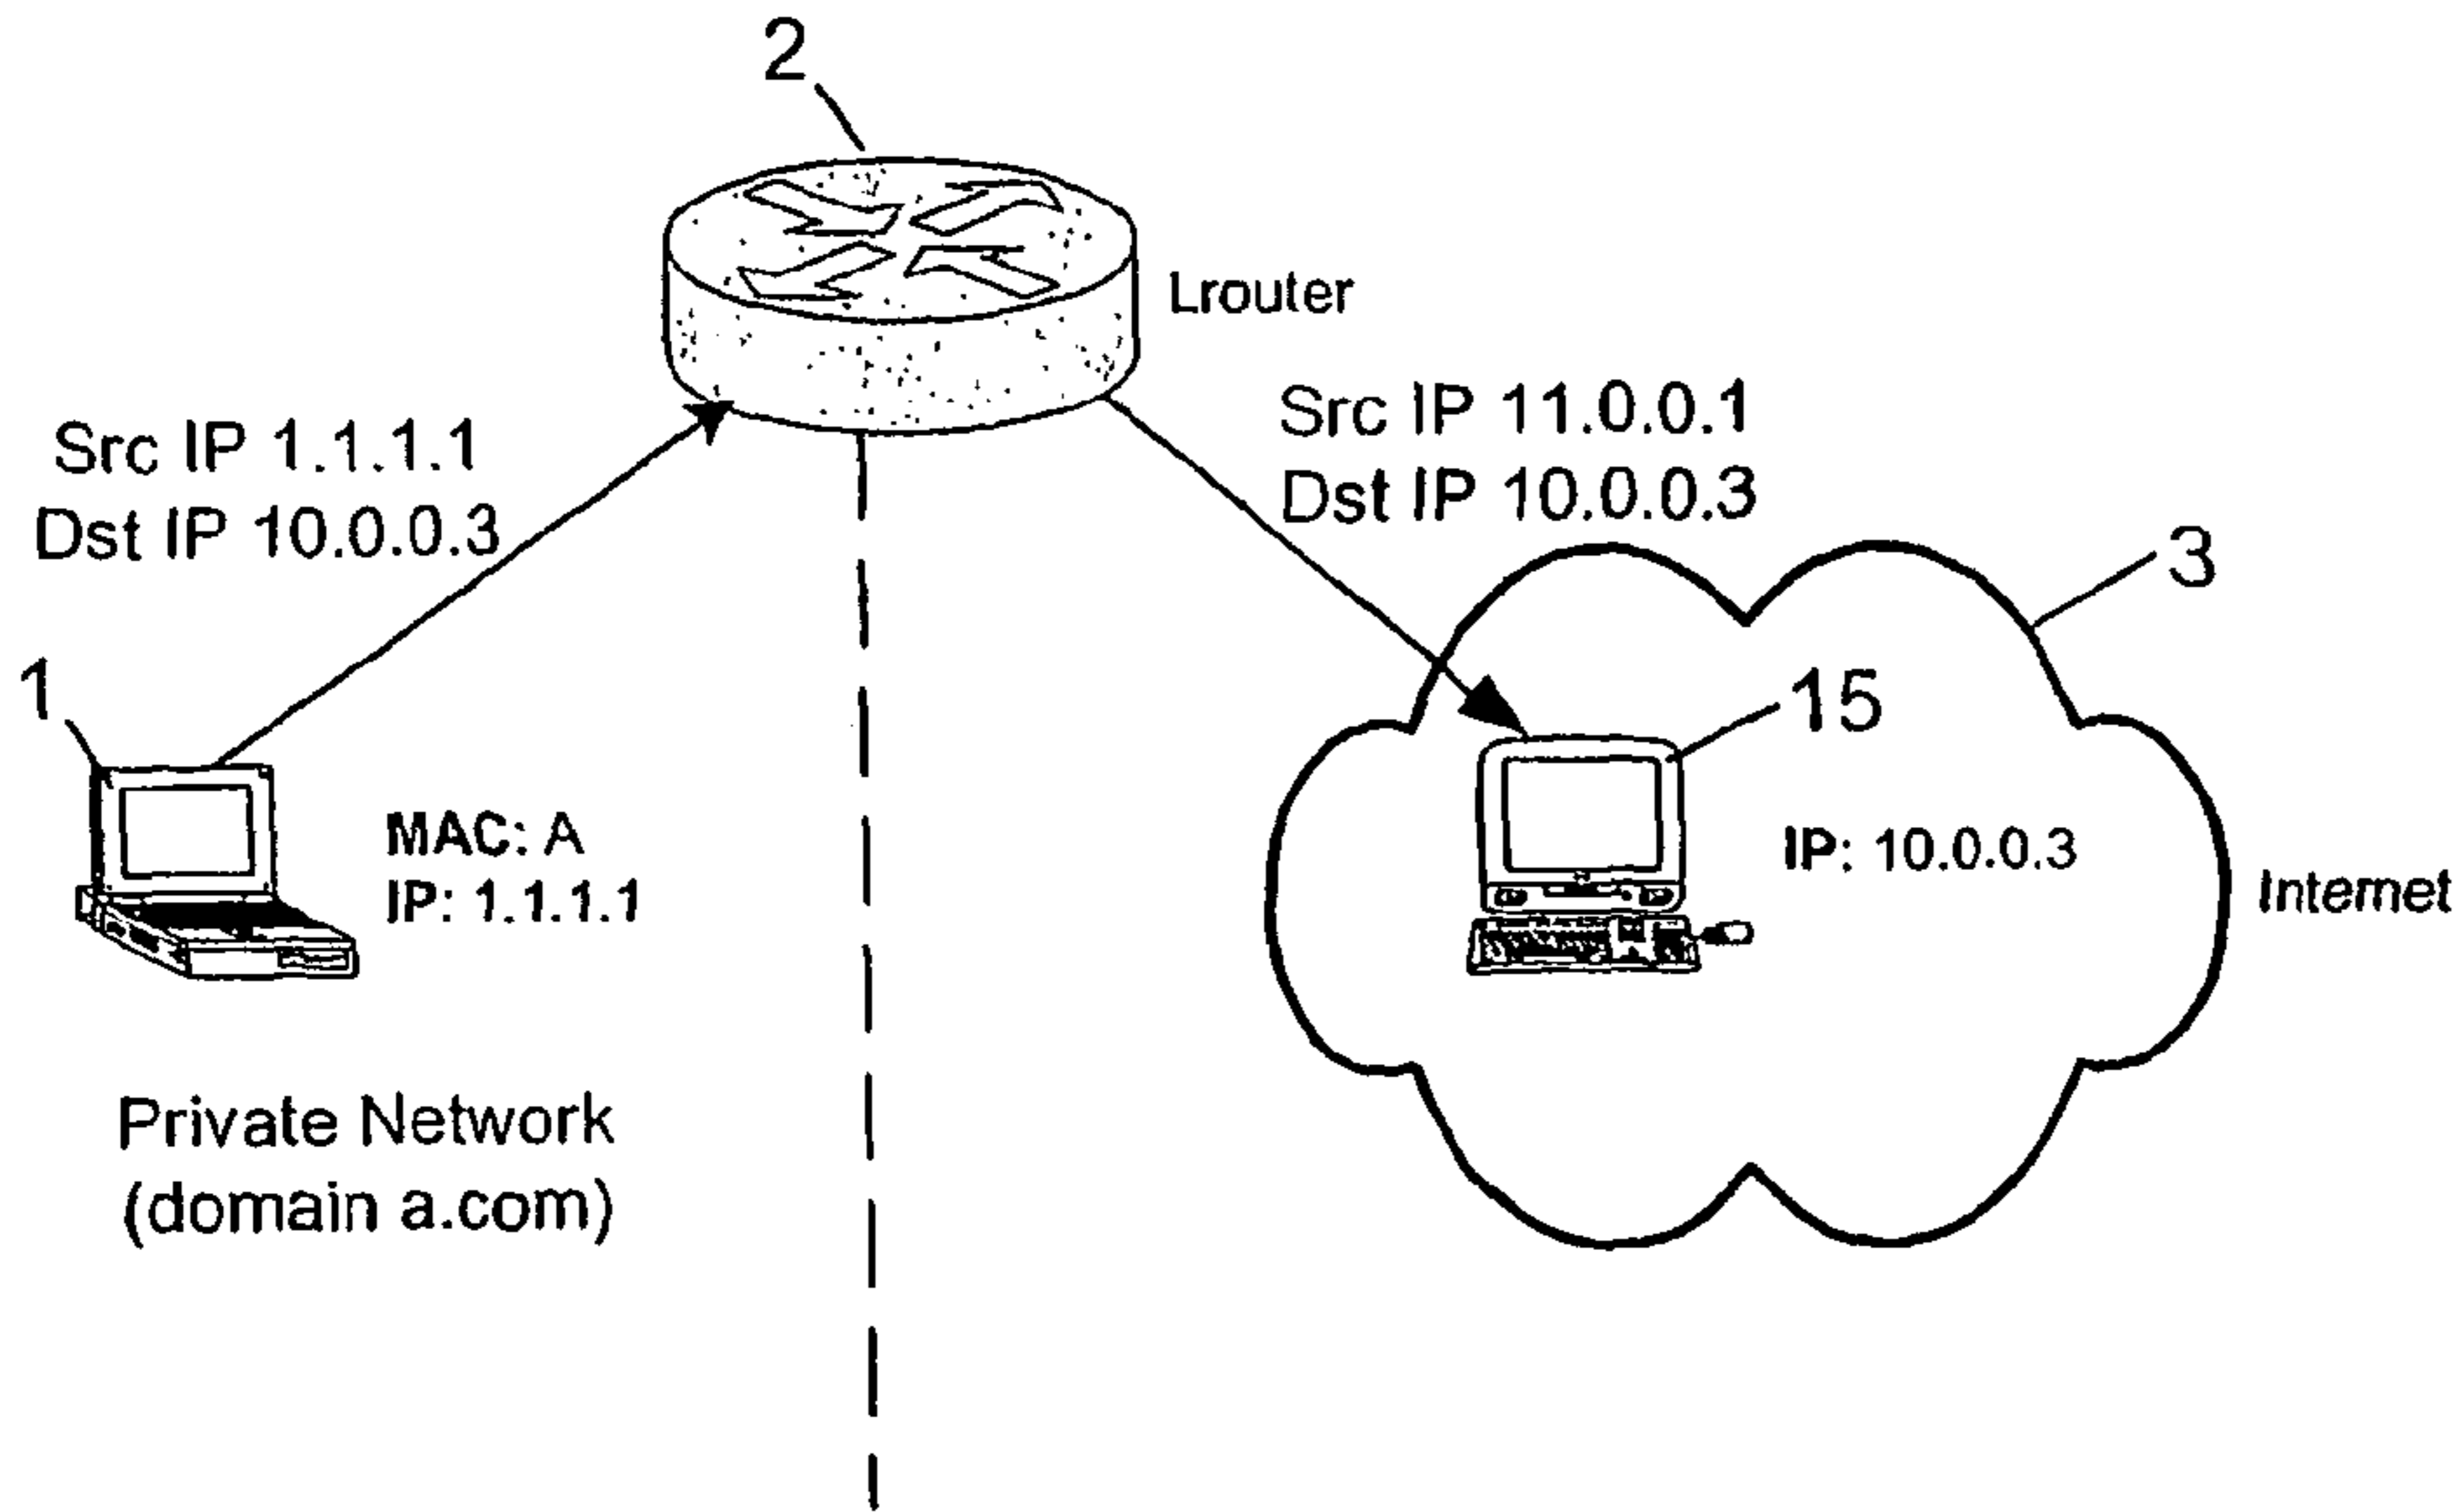 2
Lrouter
Src IP 1.1.1.1
Dst IP 10.0.0.3
Src IP 11.0.0.1
Dst IP 10.0.0.3
3
1
15
MAC: A
IP: 1.1.1.1
IP: 10.0.0.3
Internet
Private Network
(domain a.com)